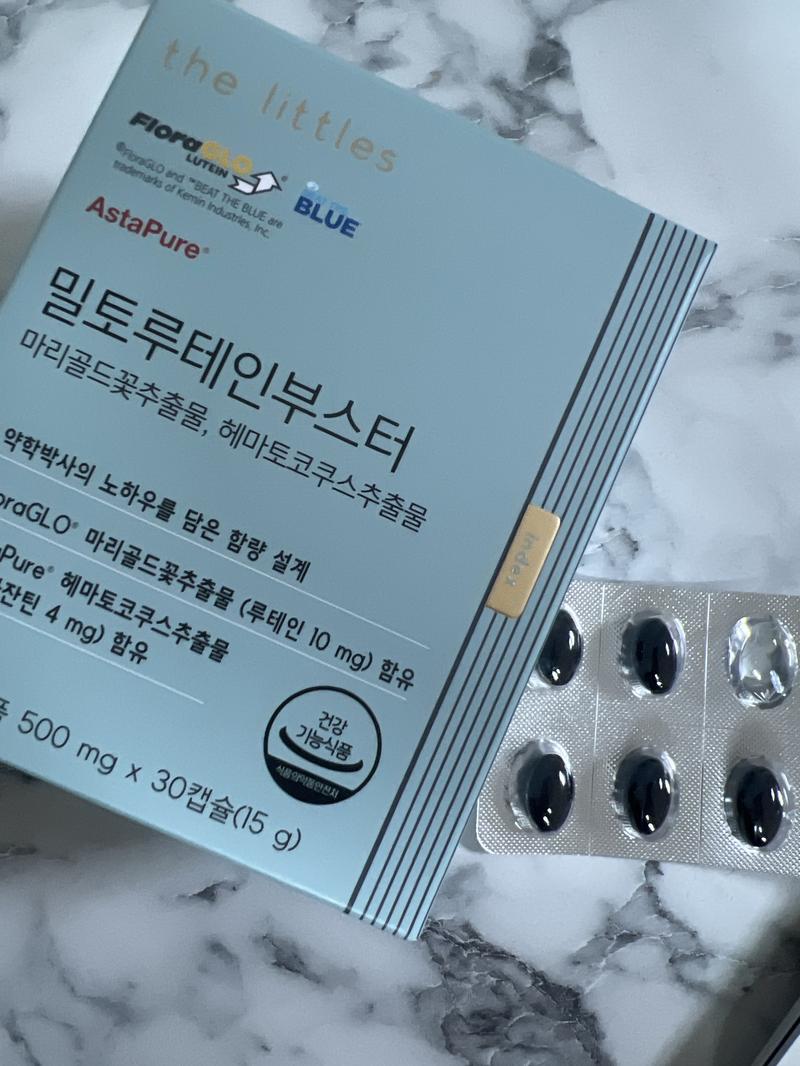 the littles
FloraGLO
LUTEIN
®
®FloraGLO and ™BEAT THE BLUE are
trademarks of Kemin Industries, Inc.
BLUE
AstaPure®
밀토루테인부스터
마리골드꽃추출물, 헤마토코쿠스추출물
약학박사의 노하우를 담은 함량 설계
oraGLO® 마리골드꽃추출물 (루테인 10 mg) 함유
aPure® 헤마토코쿠스추출물
잔틴 4 mg) 함유
500 mg x 30캡슐(15 g)
건강
기능식품
식품의약품안전처
index